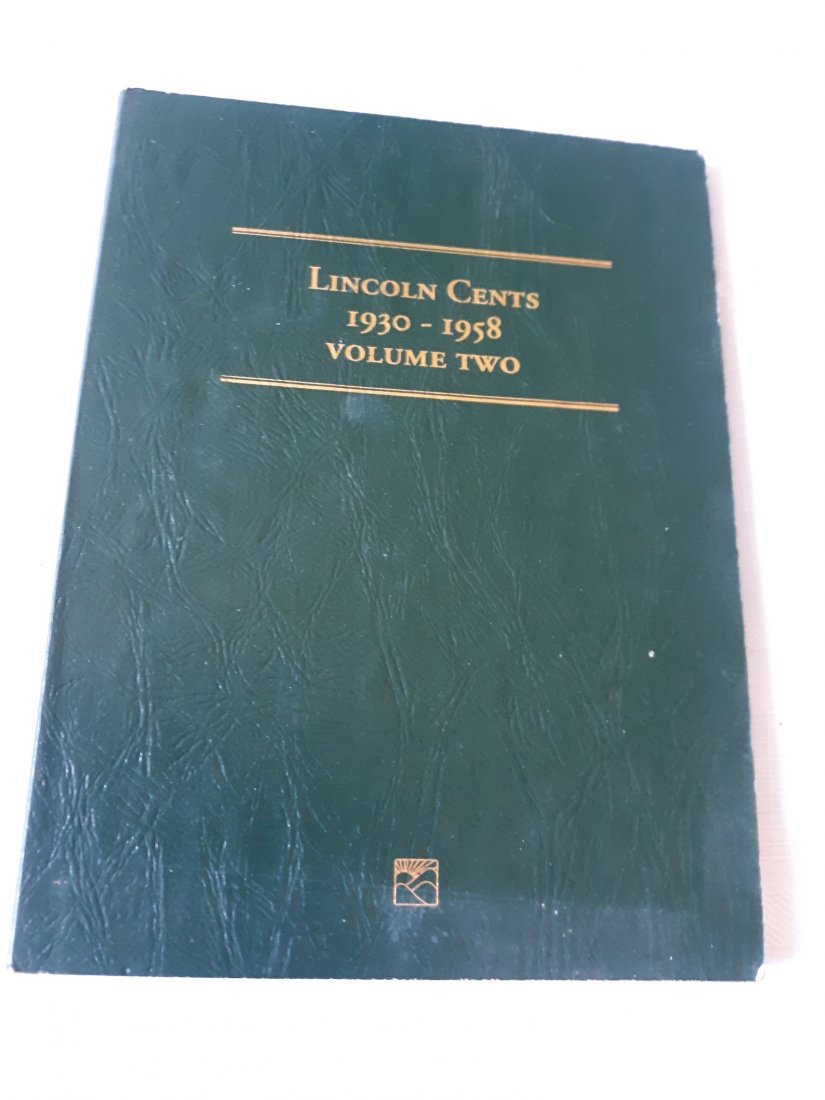 Lincoln Cents
1930 - 1958
Volume Two